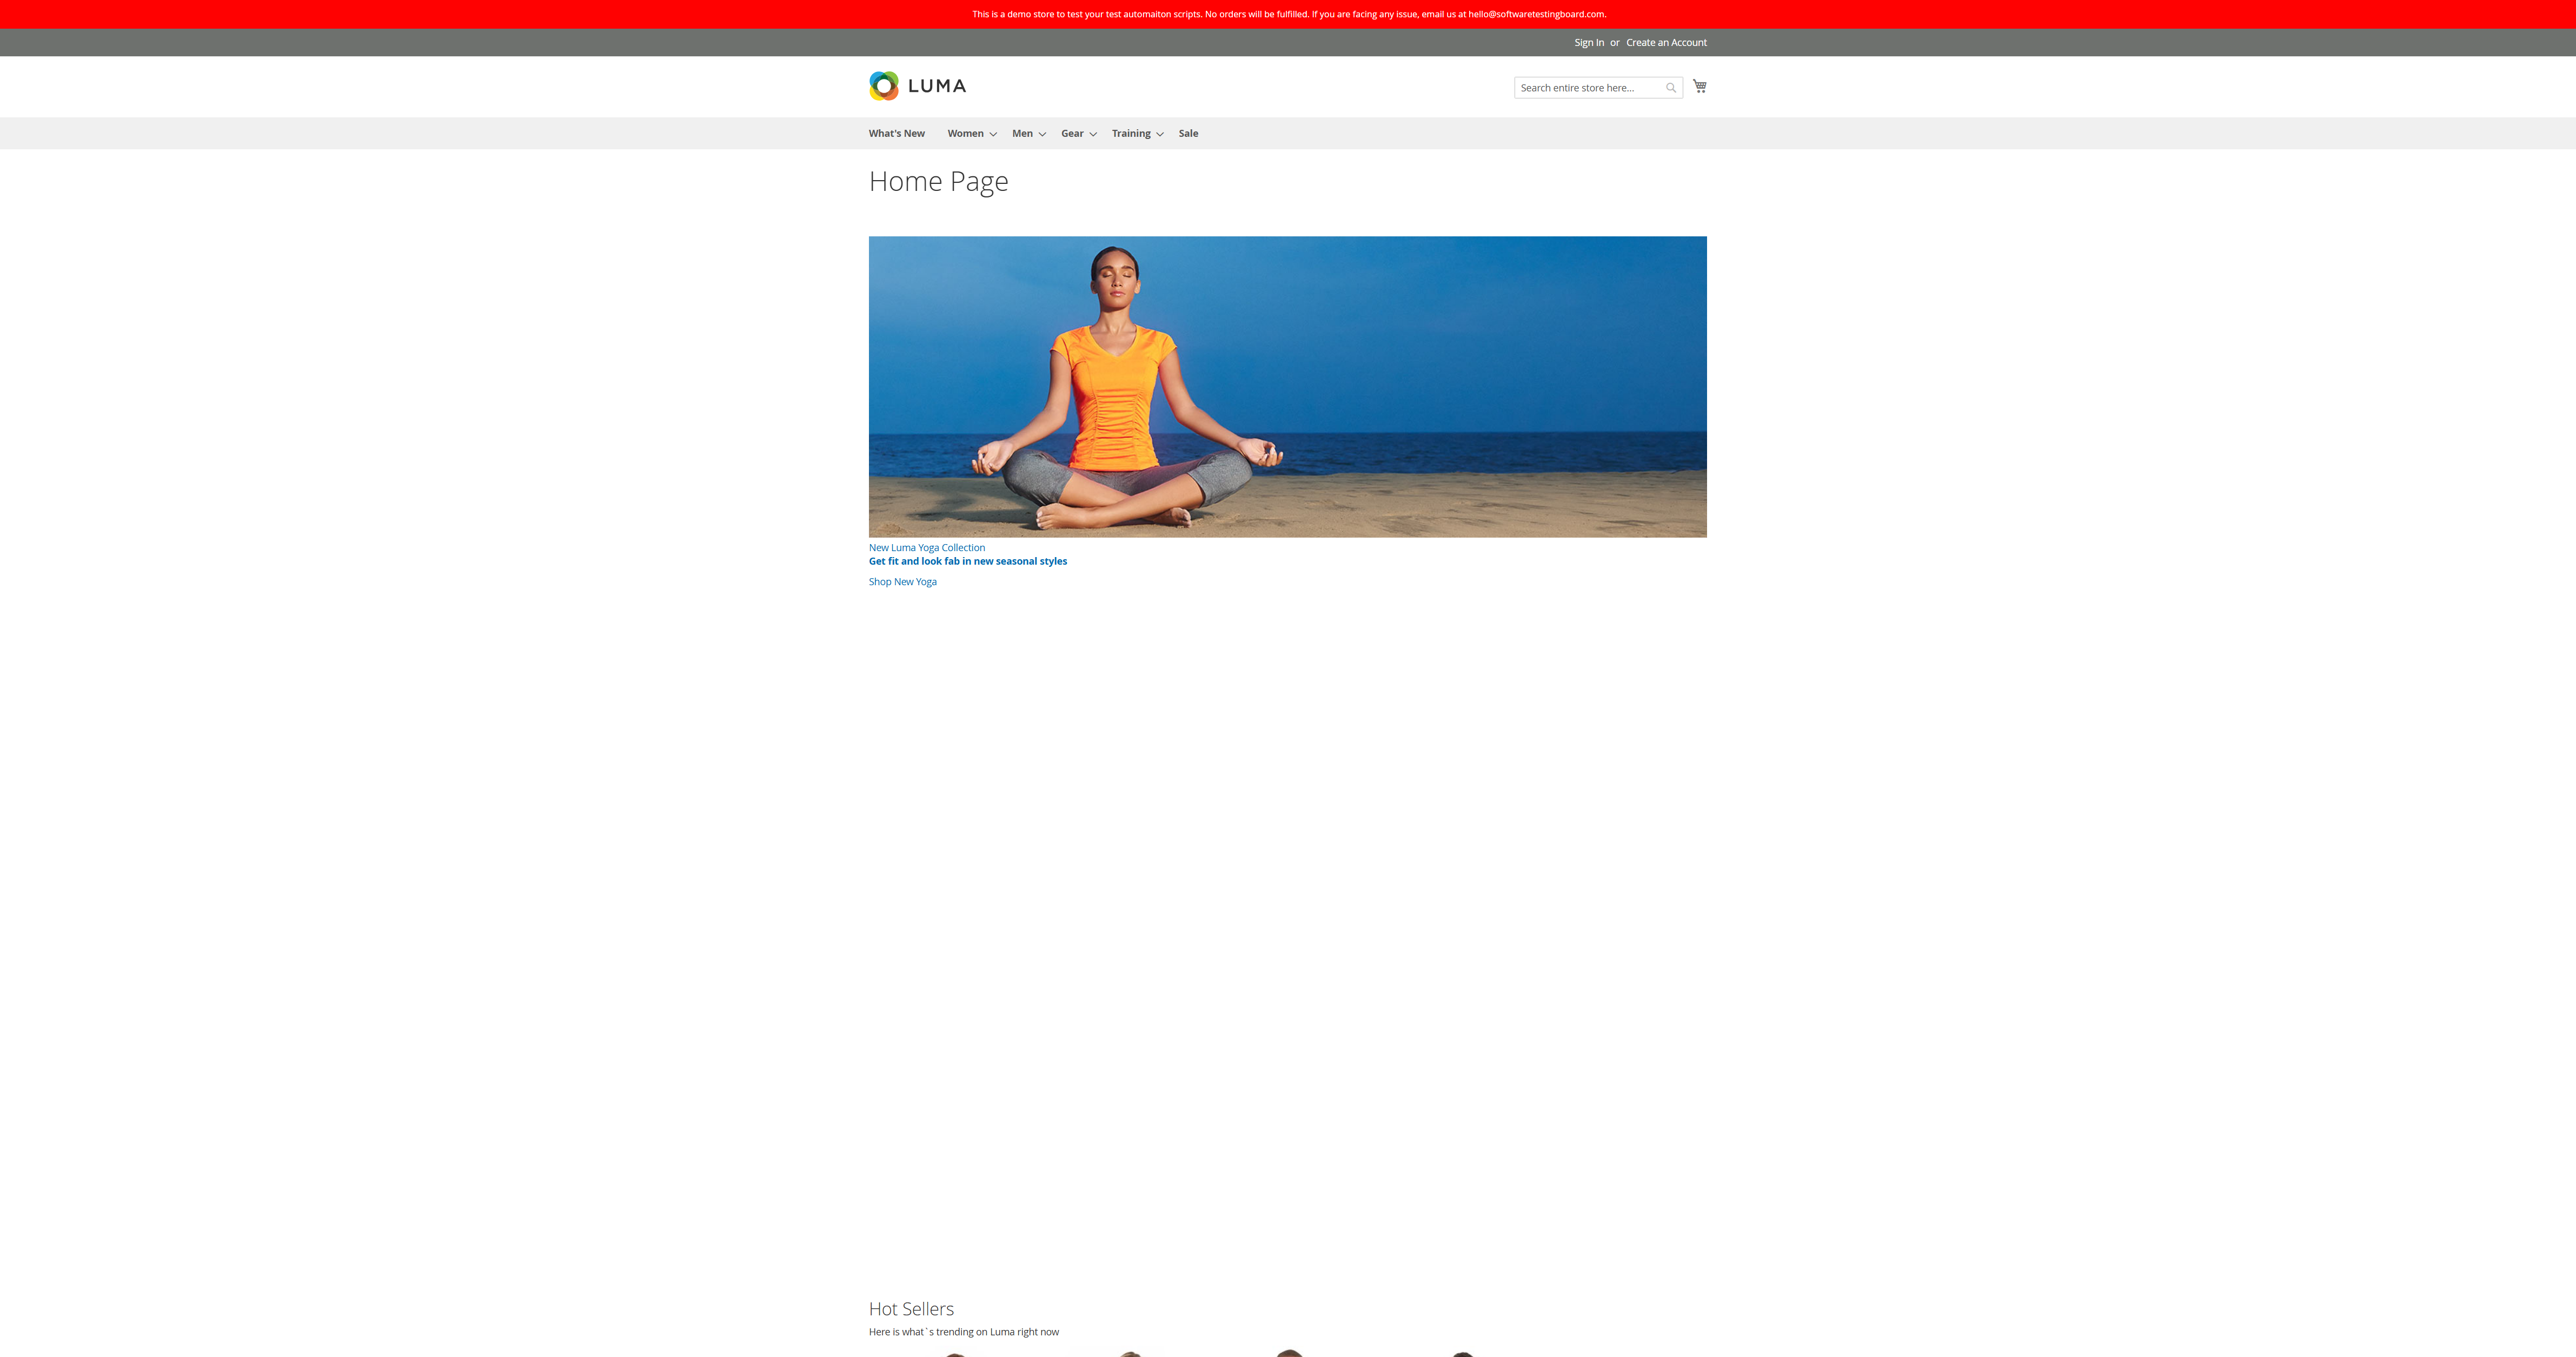 This is a demo store to test your test automaiton scripts. No orders will be fulfilled. If you are facing any issue, email us at hello@softwaretestingboard.com.
Sign In or Create an Account
LUMA
Search entire store here...
What's New Women Men Gear Training Sale
Home Page
New Luma Yoga Collection
Get fit and look fab in new seasonal styles
Shop New Yoga
Hot Sellers
Here is what`s trending on Luma right now